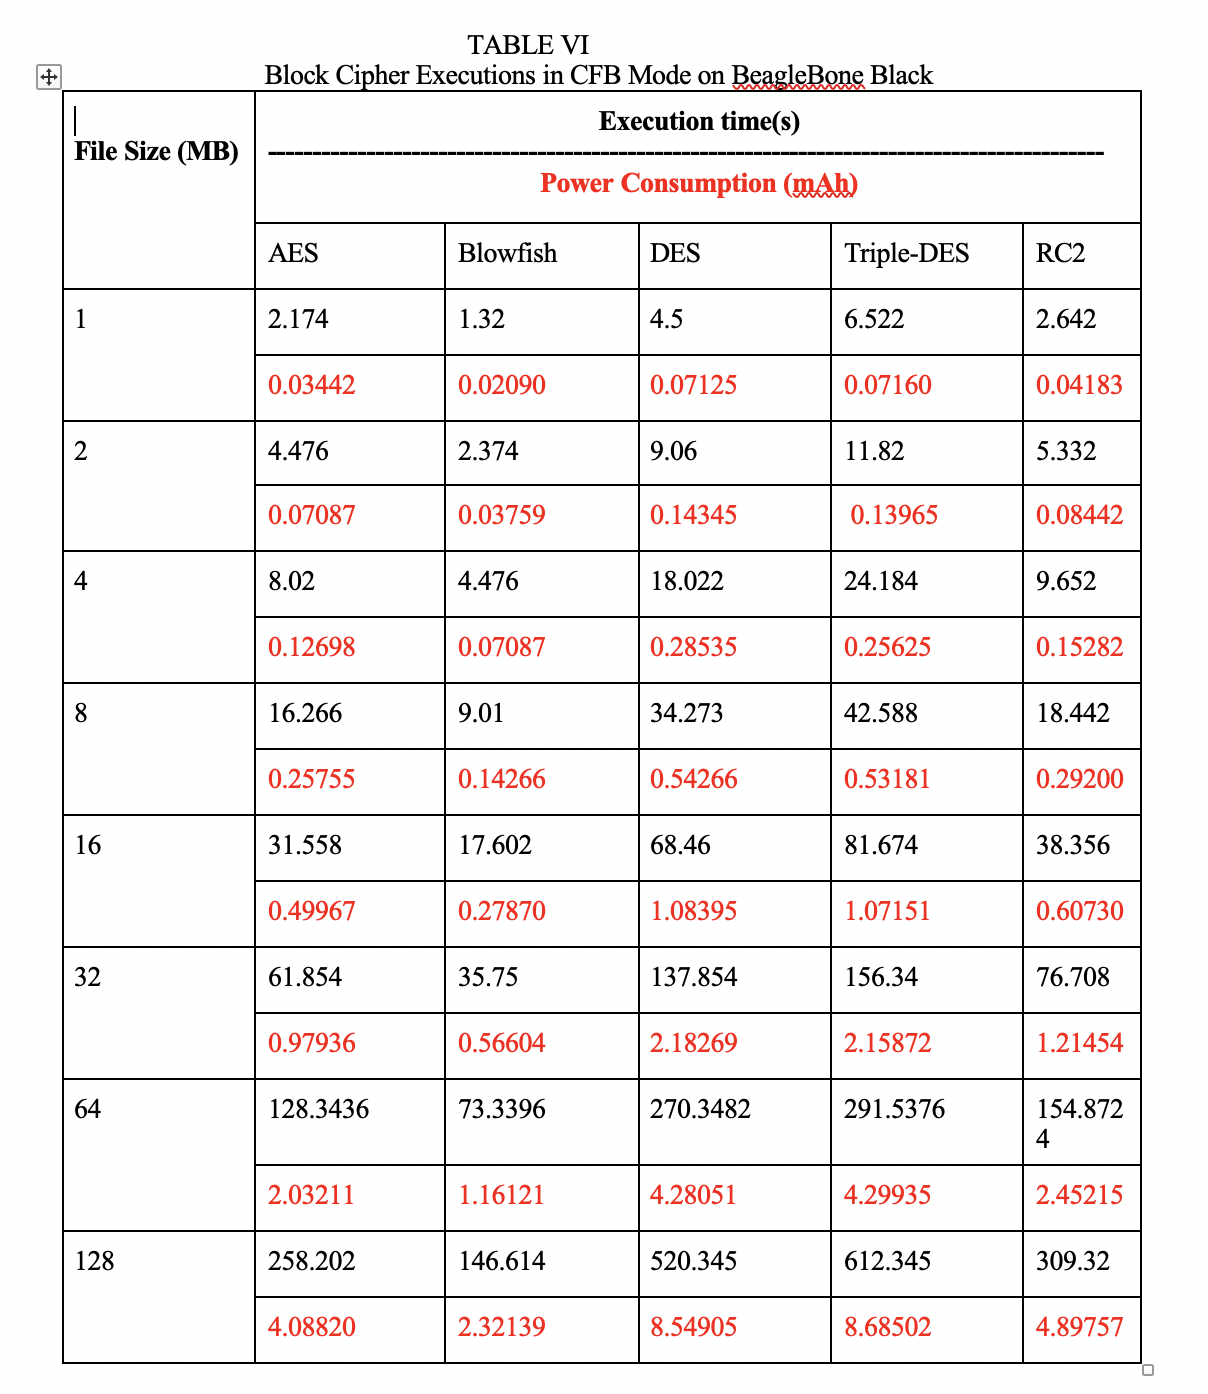 TABLE VI
Block Cipher Executions in CFB Mode on BeagleBone Black
File Size (MB)
Execution time(s)
Power Consumption (mAh)
AES Blowfish DES Triple-DES RC2
1 2.174 1.32 4.5 6.522 2.642
0.03442 0.02090 0.07125 0.07160 0.04183
2 4.476 2.374 9.06 11.82 5.332
0.07087 0.03759 0.14345 0.13965 0.08442
4 8.02 4.476 18.022 24.184 9.652
0.12698 0.07087 0.28535 0.25625 0.15282
8 16.266 9.01 34.273 42.588 18.442
0.25755 0.14266 0.54266 0.53181 0.29200
16 31.558 17.602 68.46 81.674 38.356
0.49967 0.27870 1.08395 1.07151 0.60730
32 61.854 35.75 137.854 156.34 76.708
0.97936 0.56604 2.18269 2.15872 1.21454
64 128.3436 73.3396 270.3482 291.5376 154.872
4
2.03211 1.16121 4.28051 4.29935 2.45215
128 258.202 146.614 520.345 612.345 309.32
4.08820 2.32139 8.54905 8.68502 4.89757